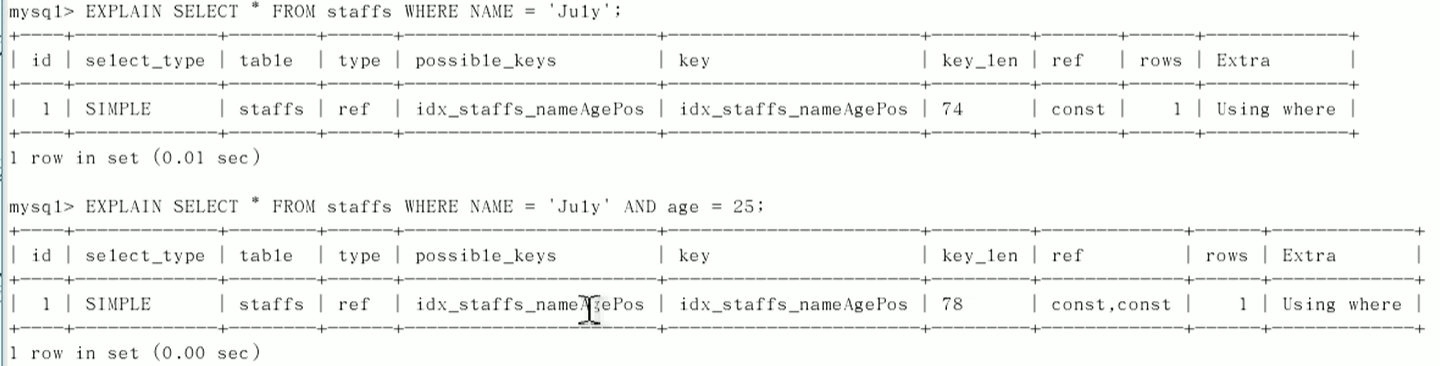 mysql> EXPLAIN SELECT * FROM staffs WHERE NAME = 'July';
+----+-------------+--------+------+-----------------------+-----------------------+---------+-------+------+-------------+
| id | select_type | table | type | possible_keys | key | key_len | ref | rows | Extra |
+----+-------------+--------+------+-----------------------+-----------------------+---------+-------+------+-------------+
| 1 | SIMPLE | staffs | ref | idx_staffs_nameAgePos | idx_staffs_nameAgePos | 74 | const | 1 | Using where |
+----+-------------+--------+------+-----------------------+-----------------------+---------+-------+------+-------------+
1 row in set (0.01 sec)
mysql> EXPLAIN SELECT * FROM staffs WHERE NAME = 'July' AND age = 25;
+----+-------------+--------+------+-----------------------+-----------------------+---------+-------------+------+-------------+
| id | select_type | table | type | possible_keys | key | key_len | ref | rows | Extra |
+----+-------------+--------+------+-----------------------+-----------------------+---------+-------------+------+-------------+
| 1 | SIMPLE | staffs | ref | idx_staffs_nameAgePos | idx_staffs_nameAgePos | 78 | const,const | 1 | Using where |
+----+-------------+--------+------+-----------------------+-----------------------+---------+-------------+------+-------------+
1 row in set (0.00 sec)